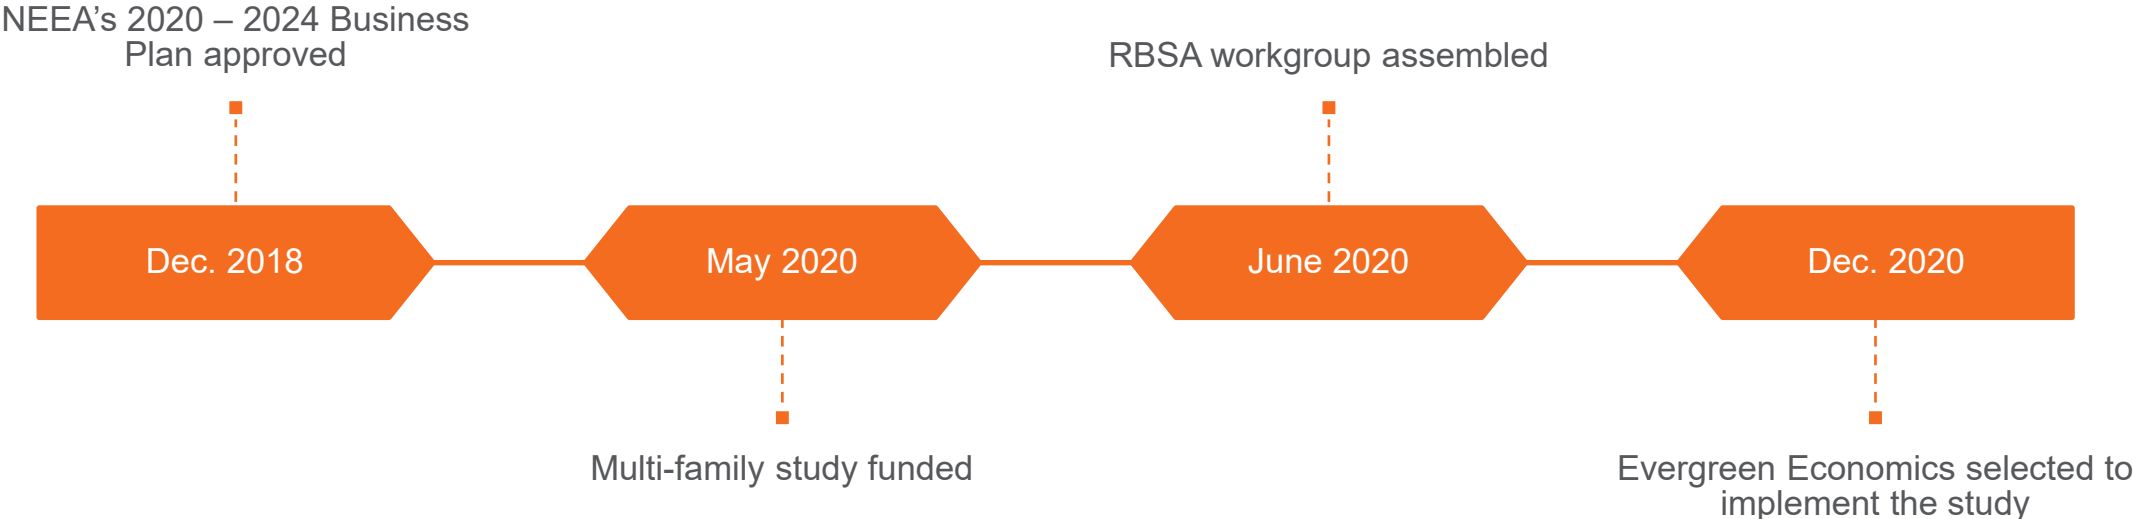 NEEA’s 2020 – 2024 Business
Plan approved
RBSA workgroup assembled
Dec. 2018
May 2020
June 2020
Dec. 2020
Multi-family study funded
Evergreen Economics selected to
implement the study